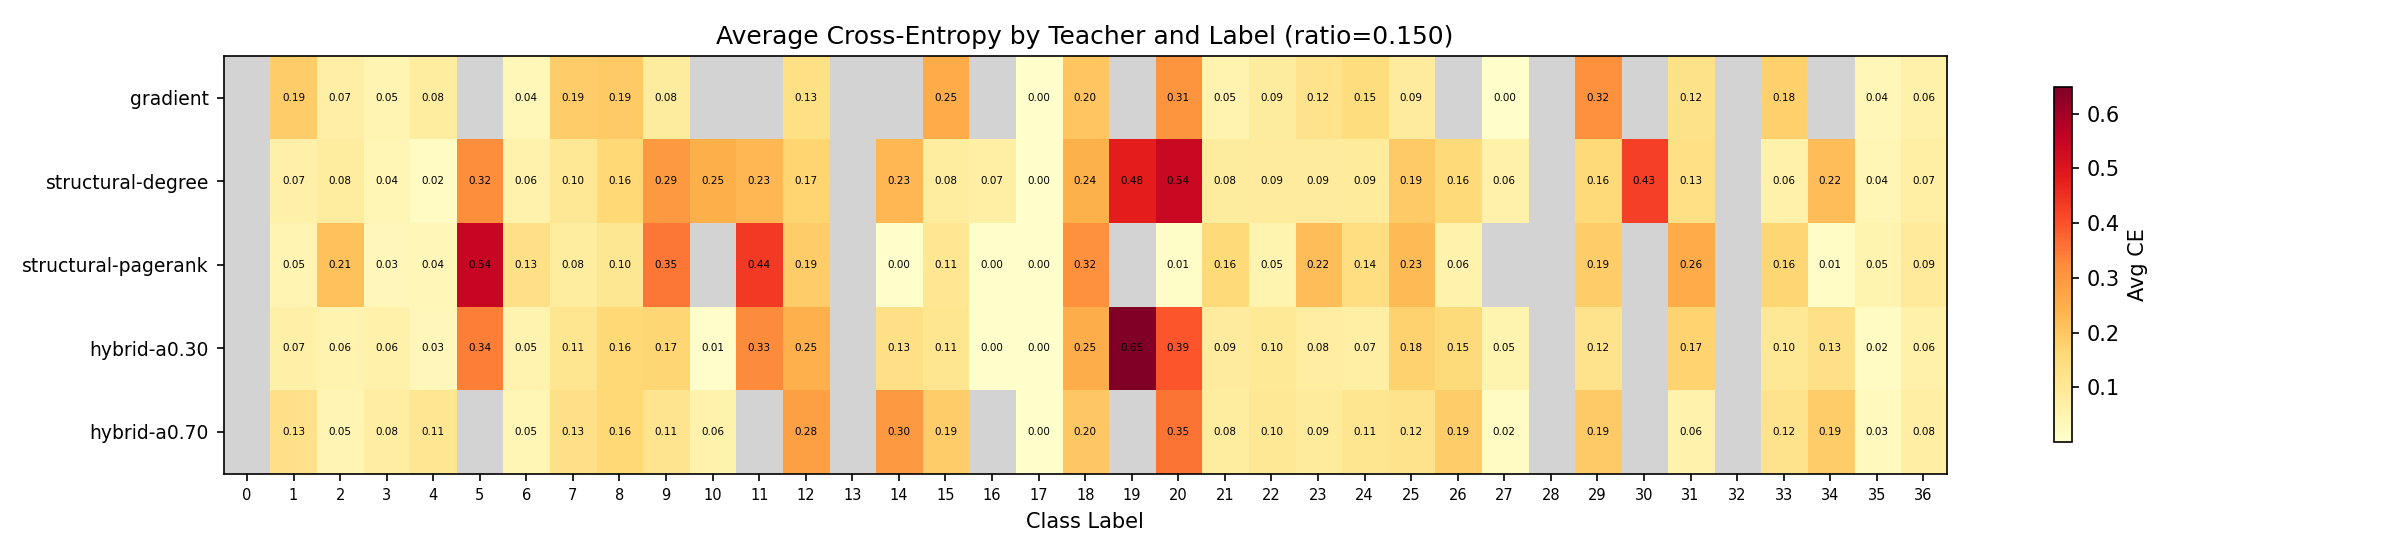 Average Cross-Entropy by Teacher and Label (ratio=0.150)
gradient 0.19 0.07 0.05 0.08 0.04 0.19 0.19 0.08 0.13 0.25 0.00 0.20 0.31 0.05 0.09 0.12 0.15 0.09 0.00 0.32 0.12 0.18 0.04 0.06
structural-degree 0.07 0.08 0.04 0.02 0.32 0.06 0.10 0.16 0.29 0.25 0.23 0.17 0.23 0.08 0.07 0.00 0.24 0.48 0.54 0.08 0.09 0.09 0.09 0.19 0.16 0.06 0.16 0.43 0.13 0.06 0.22 0.04 0.07
structural-pagerank 0.05 0.21 0.03 0.04 0.54 0.13 0.08 0.10 0.35 0.44 0.19 0.00 0.11 0.00 0.00 0.32 0.01 0.16 0.05 0.22 0.14 0.23 0.06 0.19 0.26 0.16 0.01 0.05 0.09
hybrid-a0.30 0.07 0.06 0.06 0.03 0.34 0.05 0.11 0.16 0.17 0.01 0.33 0.25 0.13 0.11 0.00 0.00 0.25 0.65 0.39 0.09 0.10 0.08 0.07 0.18 0.15 0.05 0.12 0.17 0.10 0.13 0.02 0.06
hybrid-a0.70 0.13 0.05 0.08 0.11 0.05 0.13 0.16 0.11 0.06 0.28 0.30 0.19 0.00 0.20 0.35 0.08 0.10 0.09 0.11 0.12 0.19 0.02 0.19 0.06 0.12 0.19 0.03 0.08
0 1 2 3 4 5 6 7 8 9 10 11 12 13 14 15 16 17 18 19 20 21 22 23 24 25 26 27 28 29 30 31 32 33 34 35 36
Class Label
0.6
0.5
0.4
0.3
0.2
0.1
Avg CE